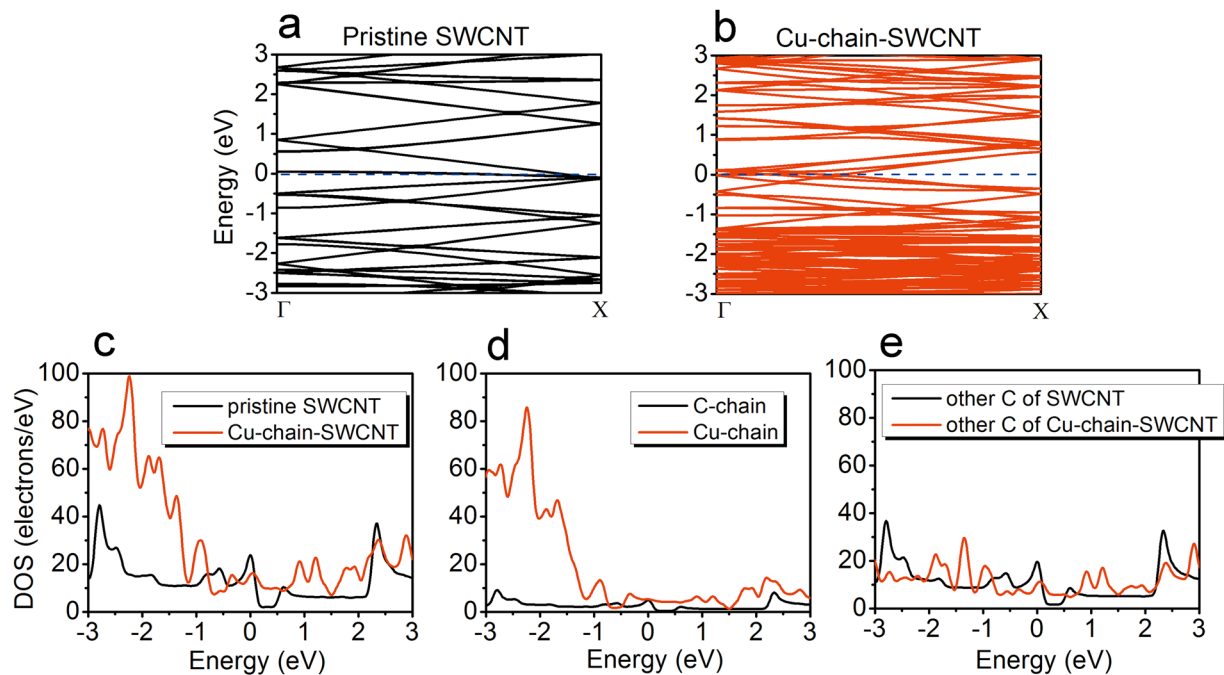 a
Pristine SWCNT
b
Cu-chain-SWCNT
Energy (eV)
3
2
1
0
-1
-2
-3
Γ
X
3
2
1
0
-1
-2
-3
Γ
X
c
DOS (electrons/eV)
100
80
60
40
20
0
pristine SWCNT
Cu-chain-SWCNT
-3 -2 -1 0 1 2 3
Energy (eV)
d
100
80
60
40
20
0
C-chain
Cu-chain
-3 -2 -1 0 1 2 3
Energy (eV)
e
100
80
60
40
20
0
other C of SWCNT
other C of Cu-chain-SWCNT
-3 -2 -1 0 1 2 3
Energy (eV)